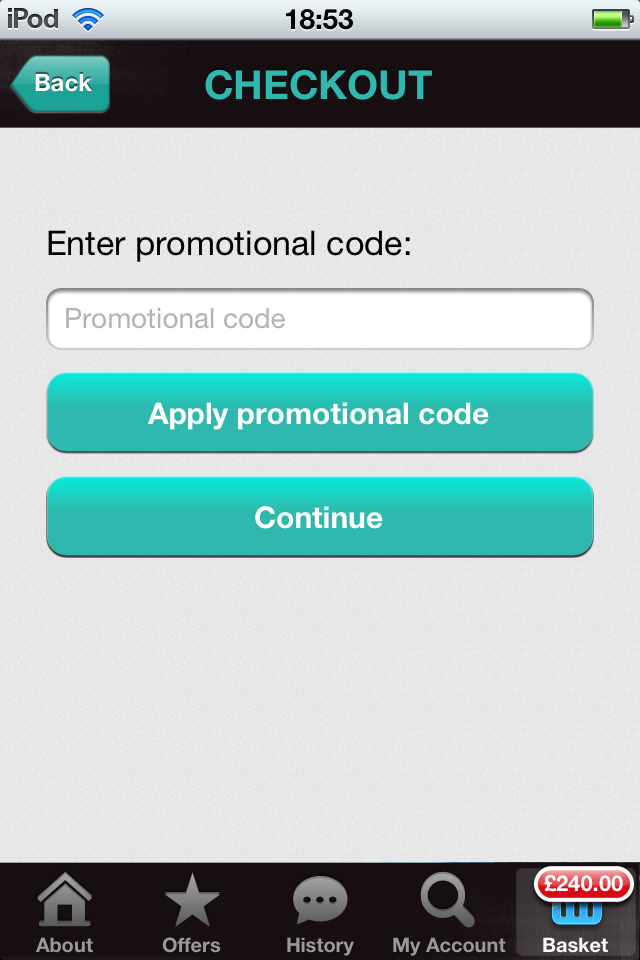 iPod 18:53
Back CHECKOUT
Enter promotional code:
Promotional code
Apply promotional code
Continue
£240.00
About Offers History My Account Basket